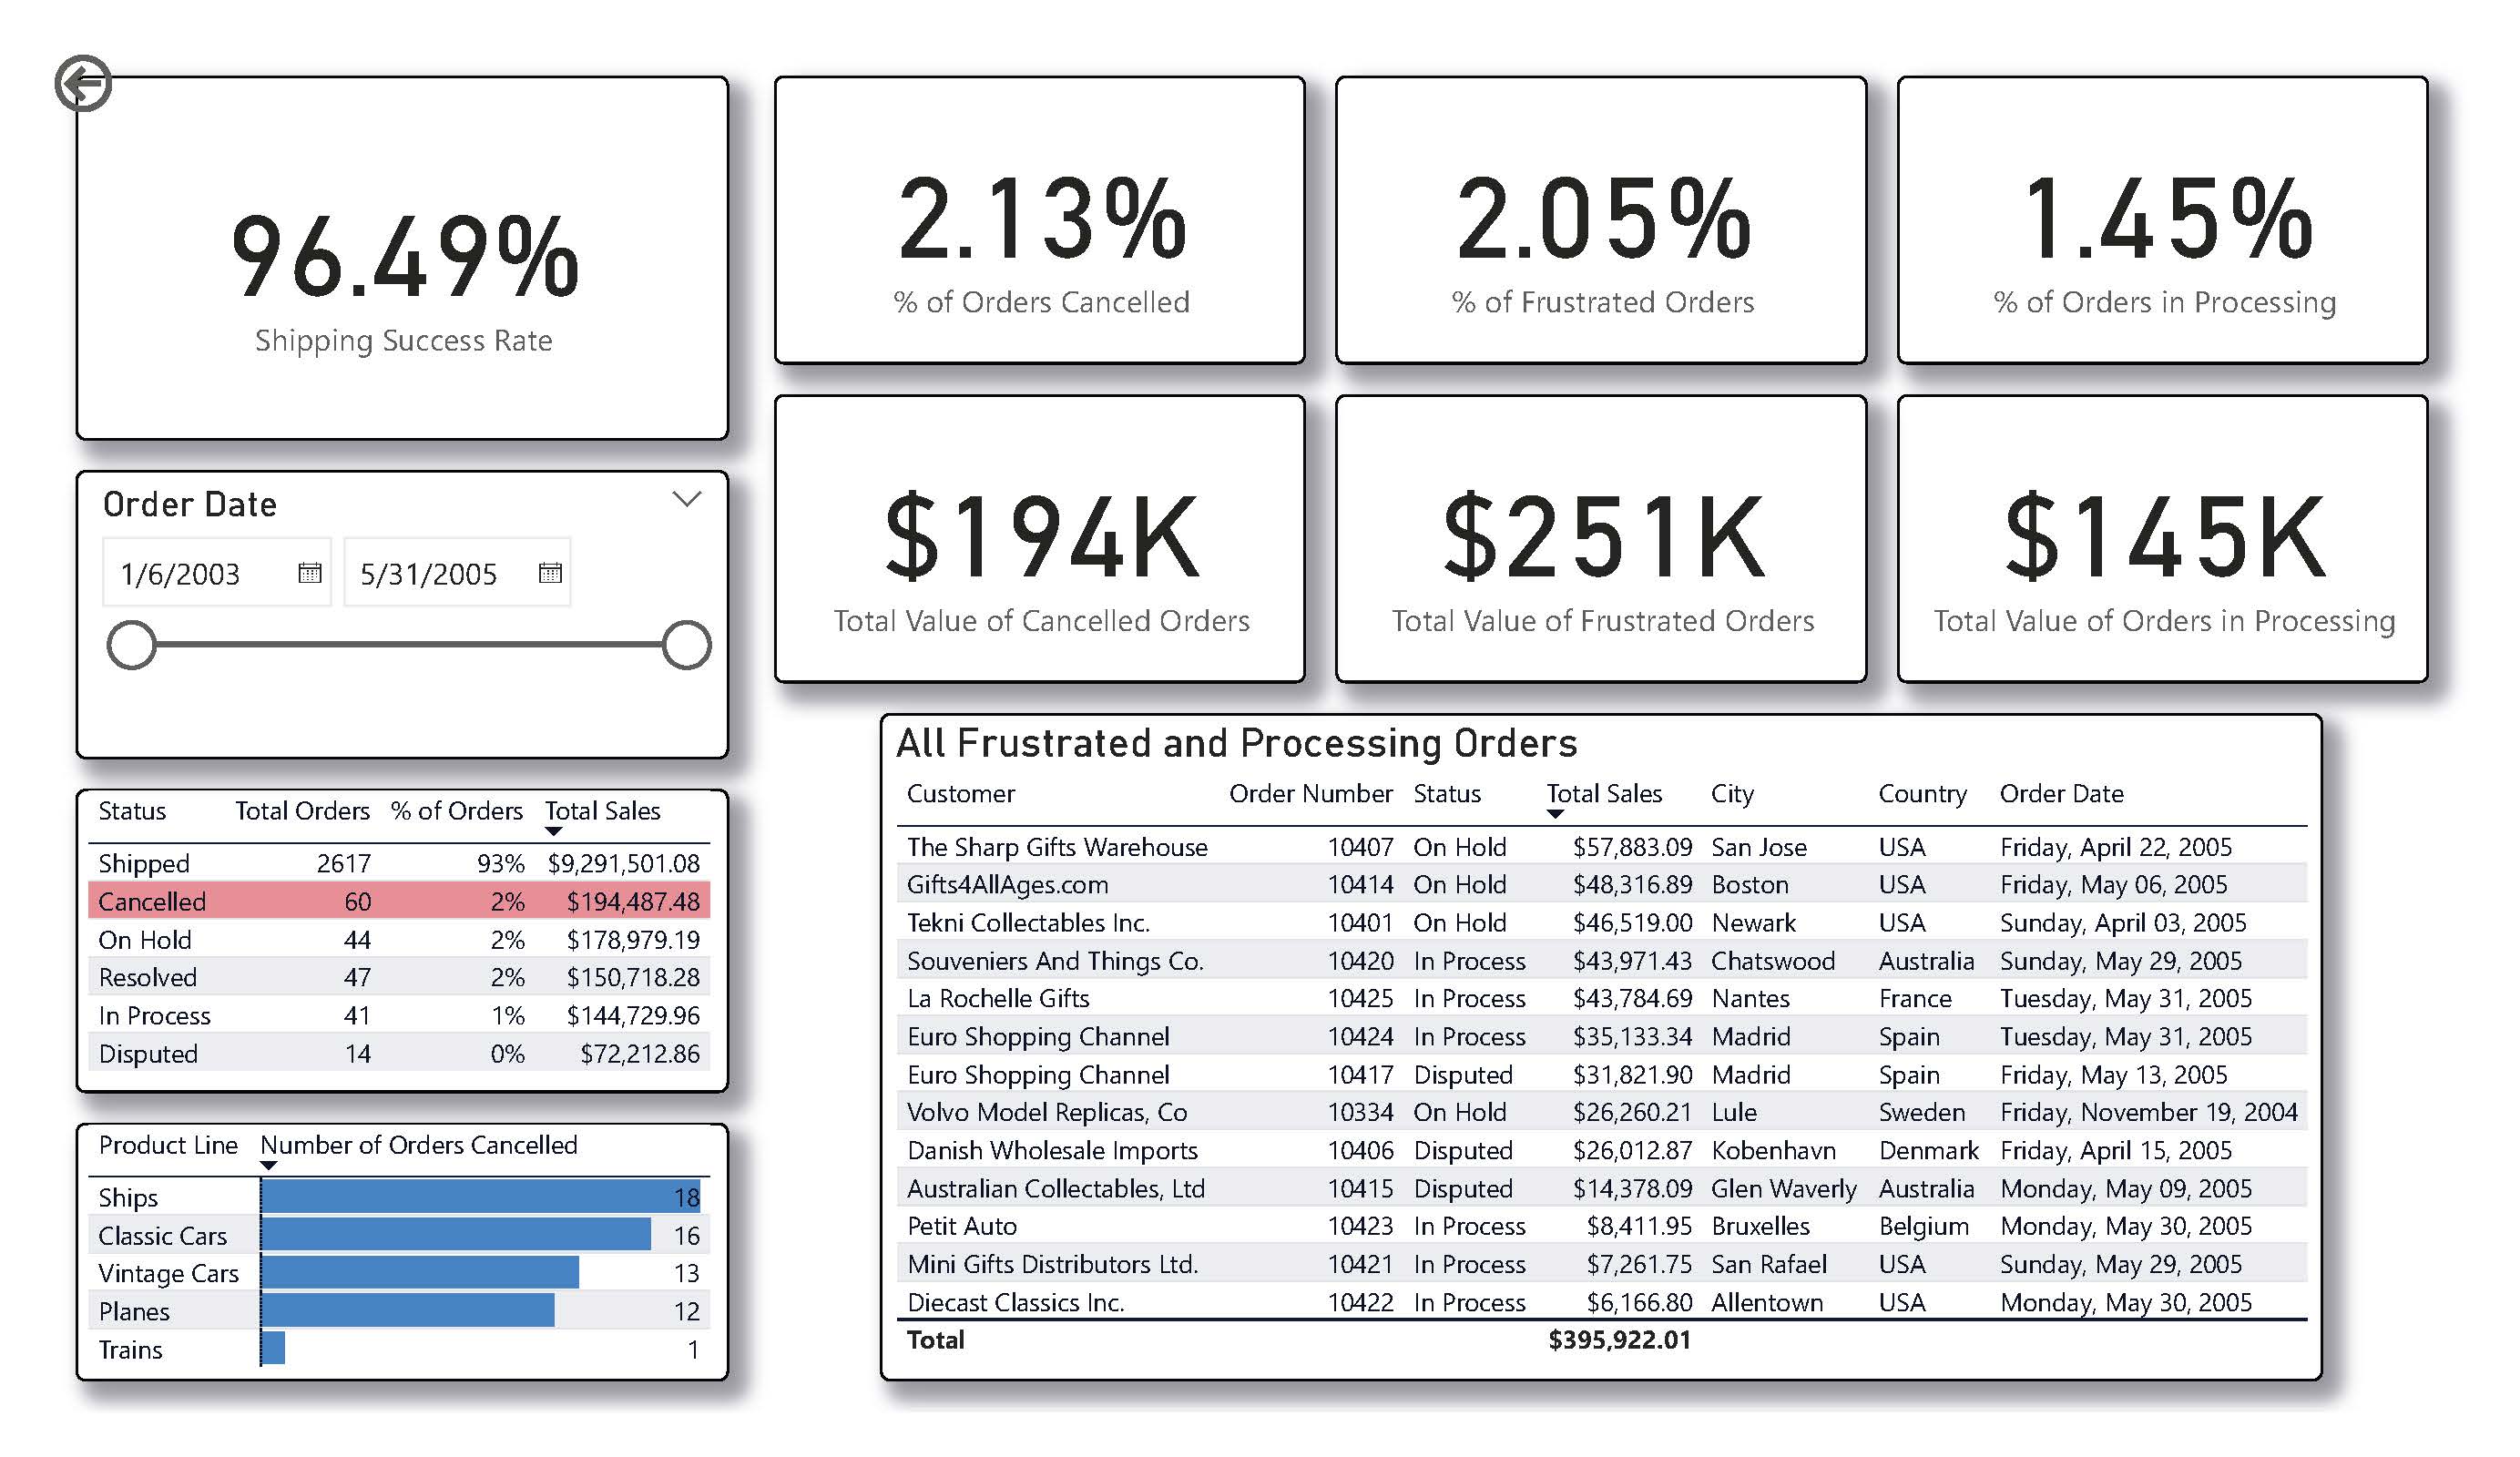 96.49%
Shipping Success Rate
2.13%
% of Orders Cancelled
2.05%
% of Frustrated Orders
1.45%
% of Orders in Processing
$194K
Total Value of Cancelled Orders
$251K
Total Value of Frustrated Orders
$145K
Total Value of Orders in Processing
Order Date
1/6/2003 5/31/2005
Status Total Orders % of Orders Total Sales
Shipped 2617 93% $9,291,501.08
Cancelled 60 2% $194,487.48
On Hold 44 2% $178,979.19
Resolved 47 2% $150,718.28
In Process 41 1% $144,729.96
Disputed 14 0% $72,212.86
Product Line Number of Orders Cancelled
Ships 18
Classic Cars 16
Vintage Cars 13
Planes 12
Trains 1
All Frustrated and Processing Orders
Customer Order Number Status Total Sales City Country Order Date
The Sharp Gifts Warehouse 10407 On Hold $57,883.09 San Jose USA Friday, April 22, 2005
Gifts4AllAges.com 10414 On Hold $48,316.89 Boston USA Friday, May 06, 2005
Tekni Collectables Inc. 10401 On Hold $46,519.00 Newark USA Sunday, April 03, 2005
Souveniers And Things Co. 10420 In Process $43,971.43 Chatswood Australia Sunday, May 29, 2005
La Rochelle Gifts 10425 In Process $43,784.69 Nantes France Tuesday, May 31, 2005
Euro Shopping Channel 10424 In Process $35,133.34 Madrid Spain Tuesday, May 31, 2005
Euro Shopping Channel 10417 Disputed $31,821.90 Madrid Spain Friday, May 13, 2005
Volvo Model Replicas, Co 10334 On Hold $26,260.21 Lule Sweden Friday, November 19, 2004
Danish Wholesale Imports 10406 Disputed $26,012.87 Kobenhavn Denmark Friday, April 15, 2005
Australian Collectables, Ltd 10415 Disputed $14,378.09 Glen Waverly Australia Monday, May 09, 2005
Petit Auto 10423 In Process $8,411.95 Bruxelles Belgium Monday, May 30, 2005
Mini Gifts Distributors Ltd. 10421 In Process $7,261.75 San Rafael USA Sunday, May 29, 2005
Diecast Classics Inc. 10422 In Process $6,166.80 Allentown USA Monday, May 30, 2005
Total $395,922.01